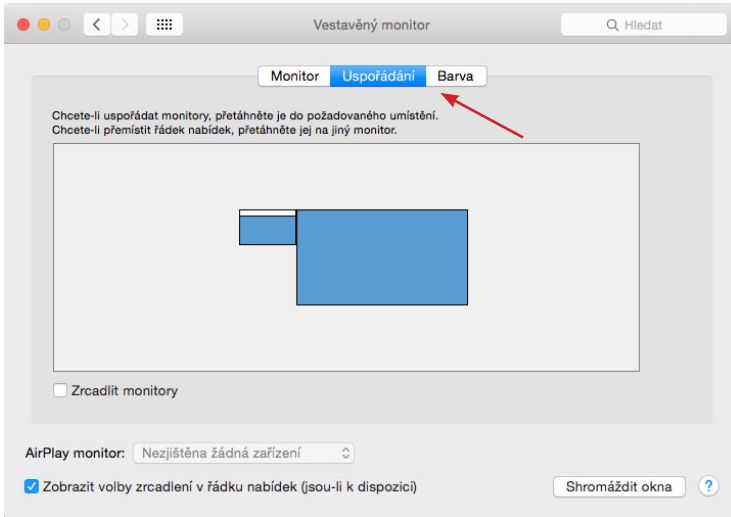 Vestavěný monitor
Hledat
Monitor Uspořádání Barva
Chcete-li uspořádat monitory, přetáhněte je do požadovaného umístění.
Chcete-li přemístit řádek nabídek, přetáhněte jej na jiný monitor.
Zrcadlit monitory
AirPlay monitor: Nezjištěna žádná zařízení
Zobrazit volby zrcadlení v řádku nabídek (jsou-li k dispozici)
Shromáždit okna ?